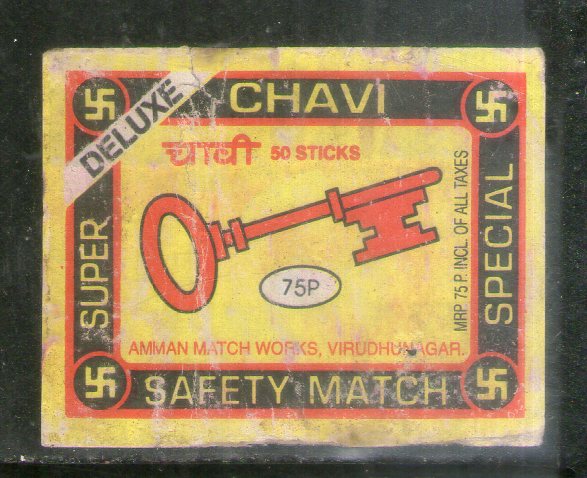 DELUXE
CHAVI
चावी 50 STICKS
SUPER
SPECIAL
MRP 75 P. INCL. OF ALL TAXES
75P
AMMAN MATCH WORKS, VIRUDHUNAGAR.
SAFETY MATCH